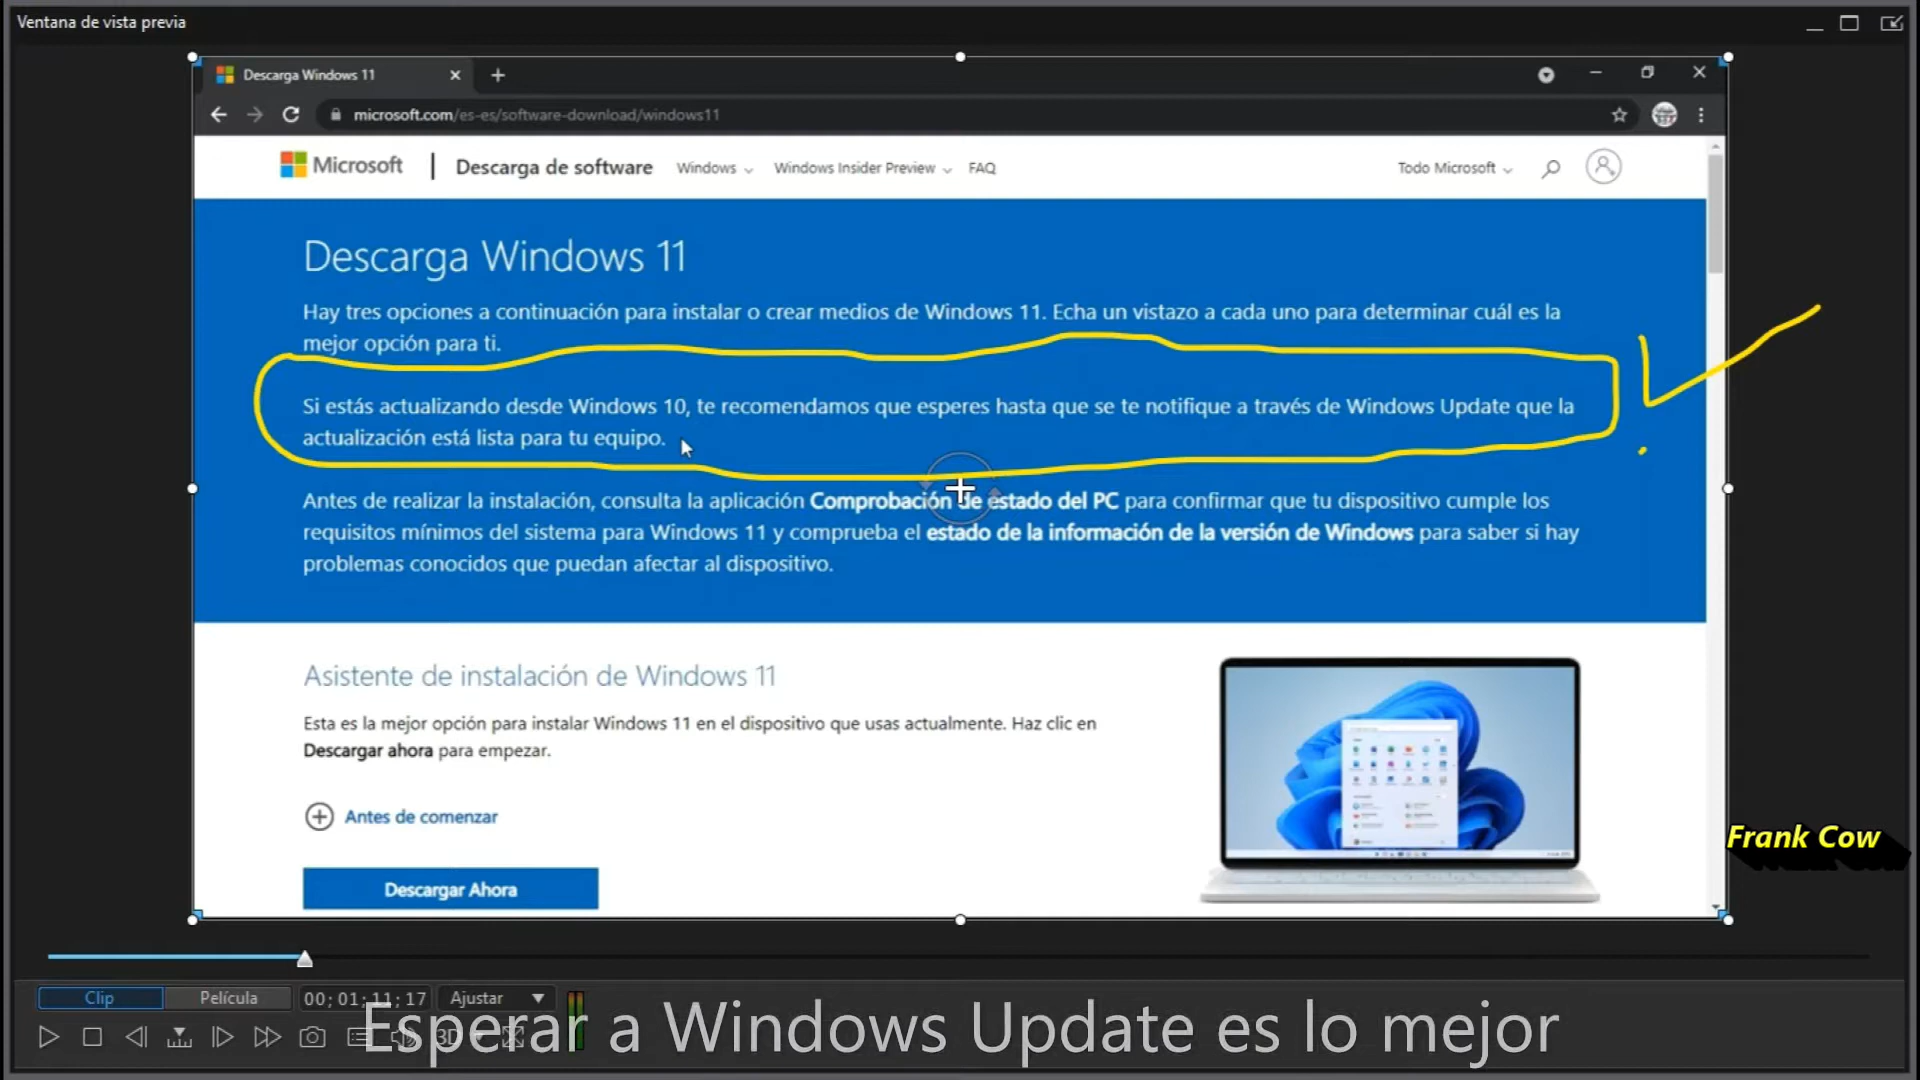 Ventana de vista previa
Descarga Windows 11
microsoft.com/es-es/software-download/windows11
Microsoft | Descarga de software Windows Windows Insider Preview FAQ Todo Microsoft
Descarga Windows 11
Hay tres opciones a continuación para instalar o crear medios de Windows 11. Echa un vistazo a cada uno para determinar cuál es la
mejor opción para ti.
Si estás actualizando desde Windows 10, te recomendamos que esperes hasta que se te notifique a través de Windows Update que la
actualización está lista para tu equipo.
Antes de realizar la instalación, consulta la aplicación Comprobación de estado del PC para confirmar que tu dispositivo cumple los
requisitos mínimos del sistema para Windows 11 y comprueba el estado de la información de la versión de Windows para saber si hay
problemas conocidos que puedan afectar al dispositivo.
Asistente de instalación de Windows 11
Esta es la mejor opción para instalar Windows 11 en el dispositivo que usas actualmente. Haz clic en
Descargar ahora para empezar.
Antes de comenzar
Frank Cow
Descargar Ahora
Clip Película 00;01;11;17 Ajustar
3D
Esperar a Windows Update es lo mejor